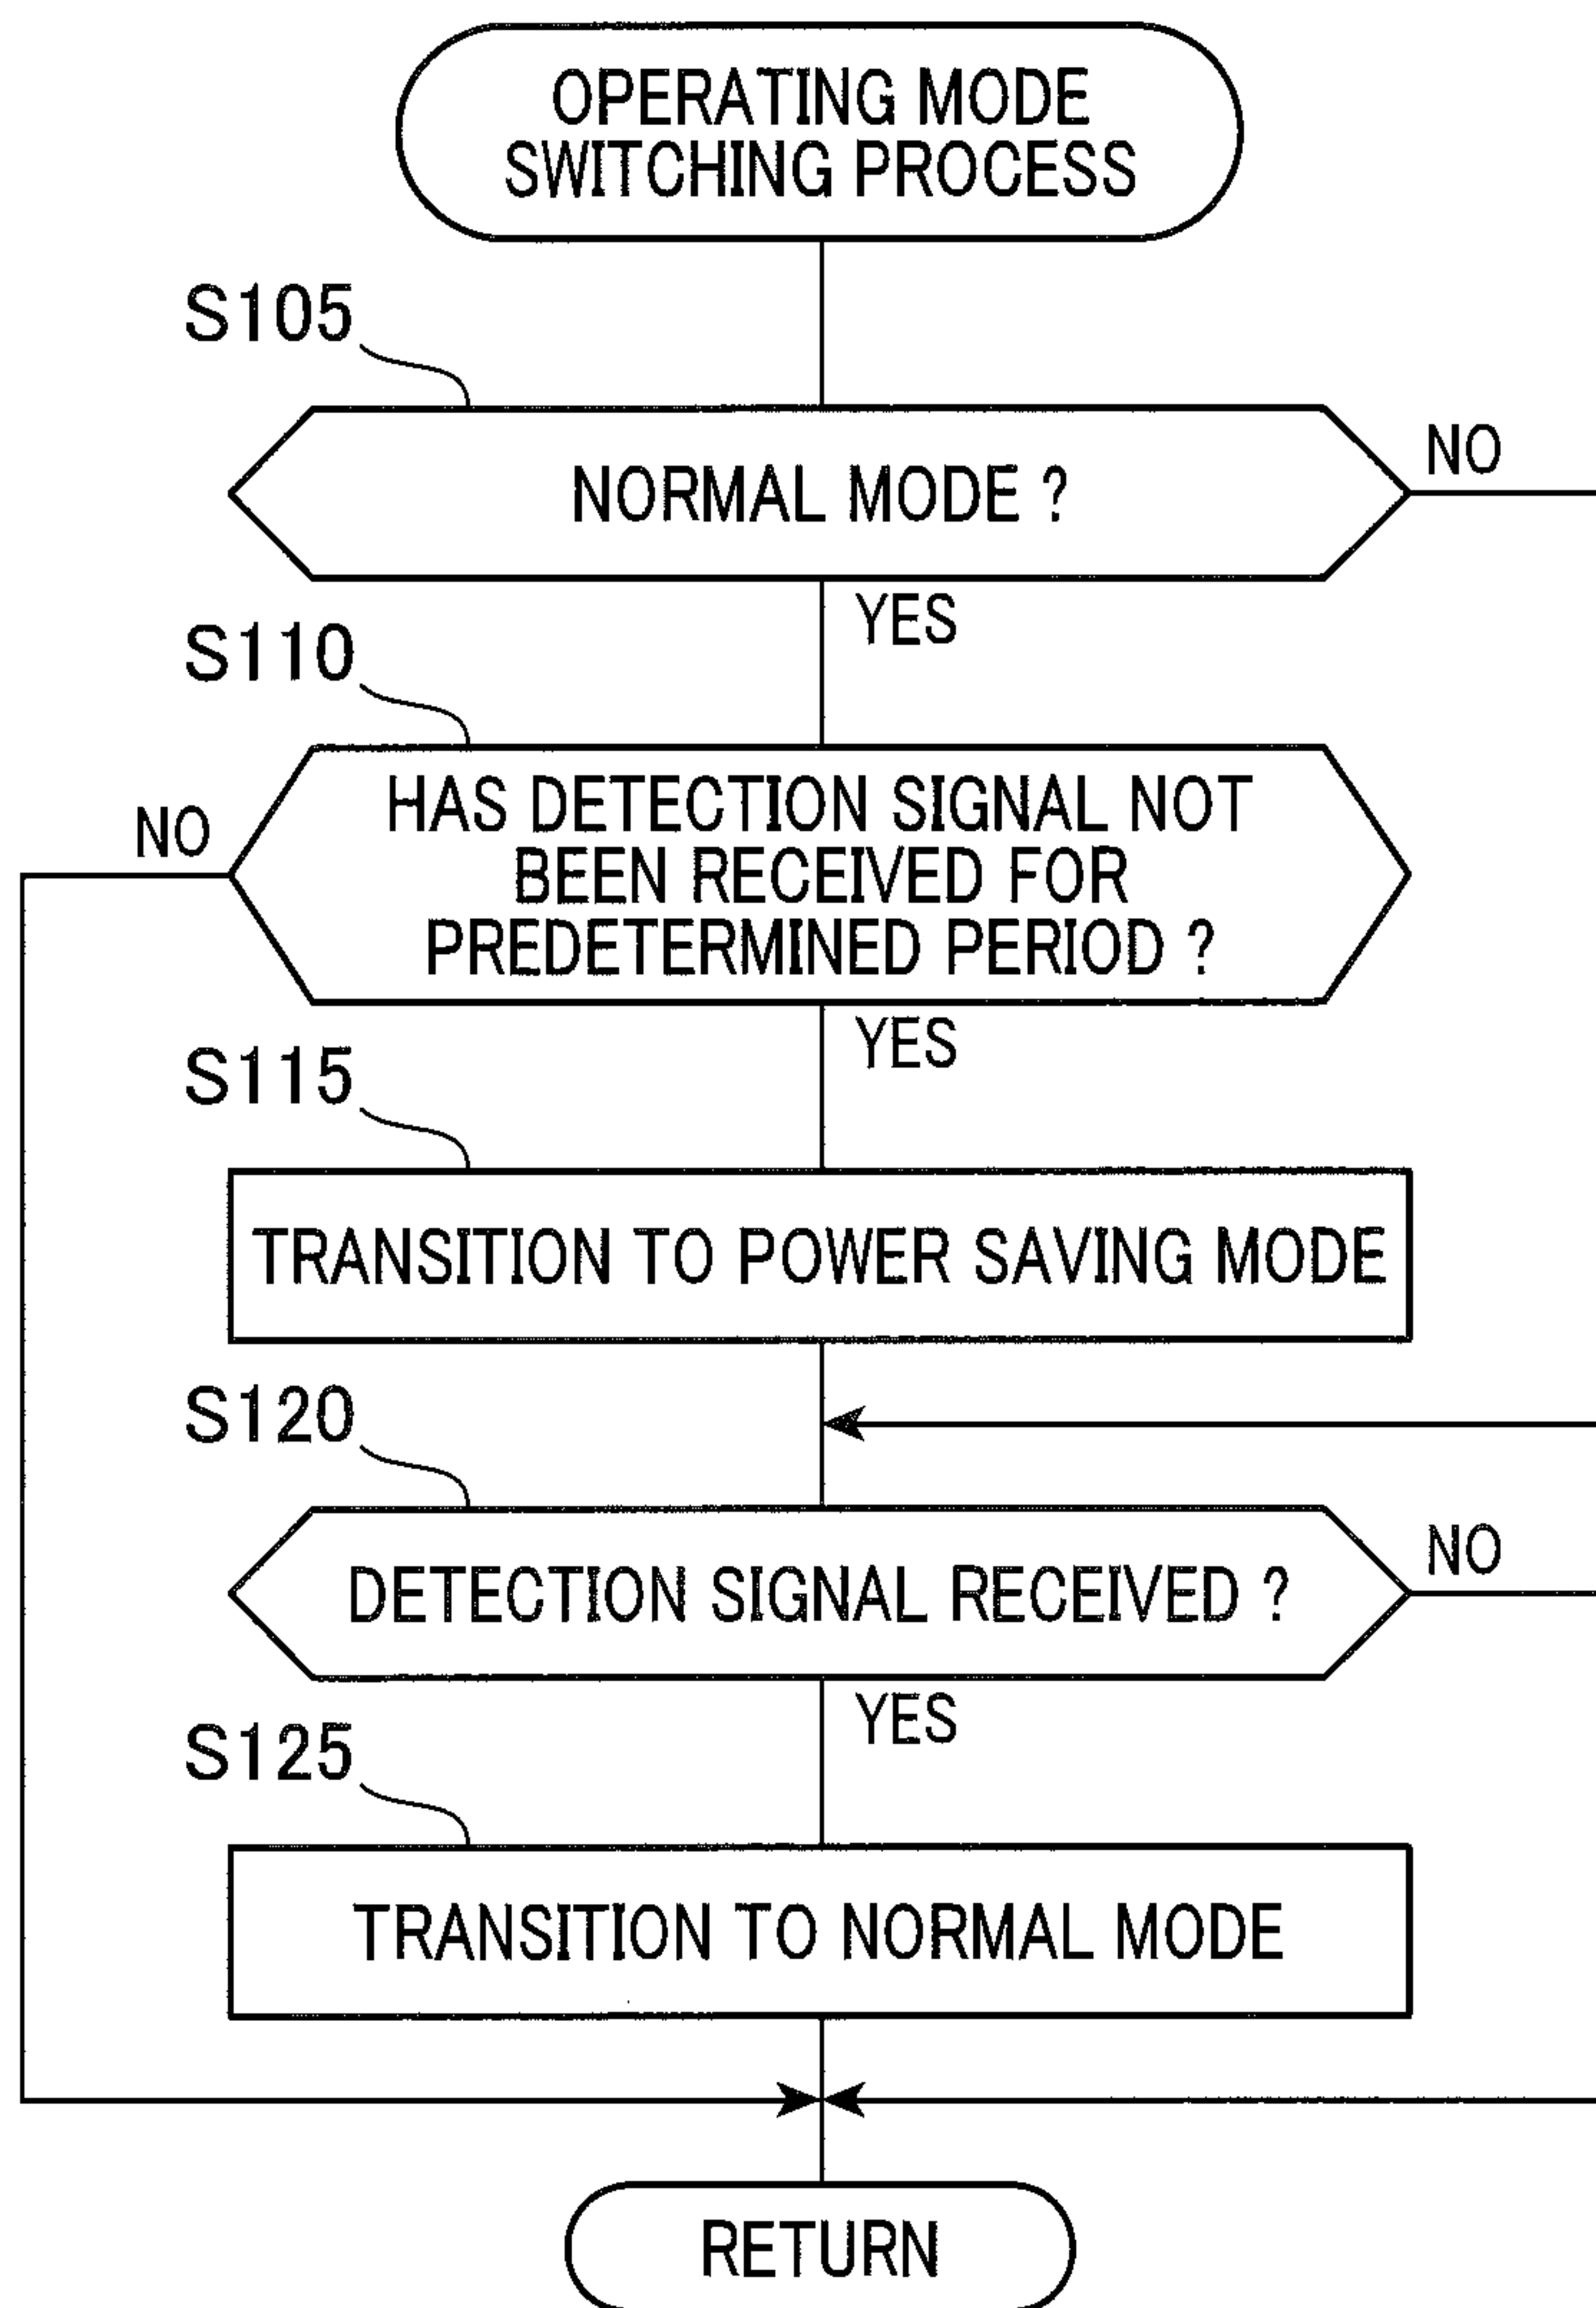 OPERATING MODE
SWITCHING PROCESS
S105
NORMAL MODE ?
NO
YES
S110
HAS DETECTION SIGNAL NOT
BEEN RECEIVED FOR
PREDETERMINED PERIOD ?
NO
YES
S115
TRANSITION TO POWER SAVING MODE
S120
DETECTION SIGNAL RECEIVED ?
NO
YES
S125
TRANSITION TO NORMAL MODE
RETURN